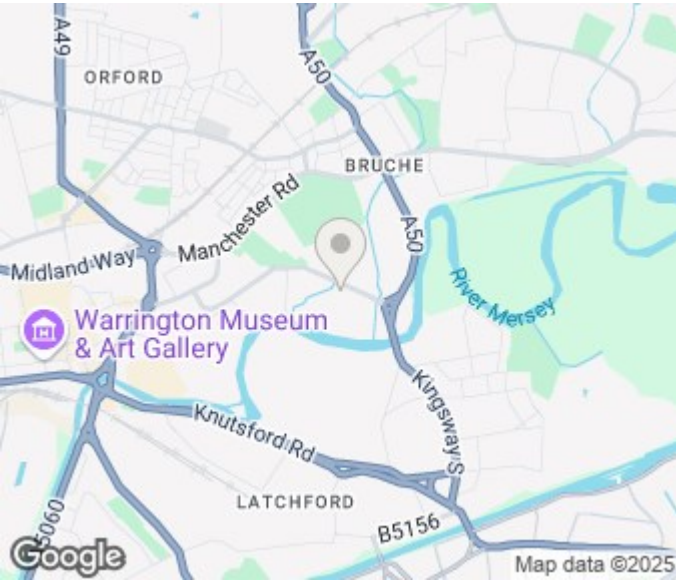 A49
ORFORD
A50
BRUCHE
Manchester Rd
A50
Midland Way
River Mersey
Warrington Museum
& Art Gallery
Kingsway S
Knutsford Rd
LATCHFORD
B5156
5060
Google
Map data ©2025